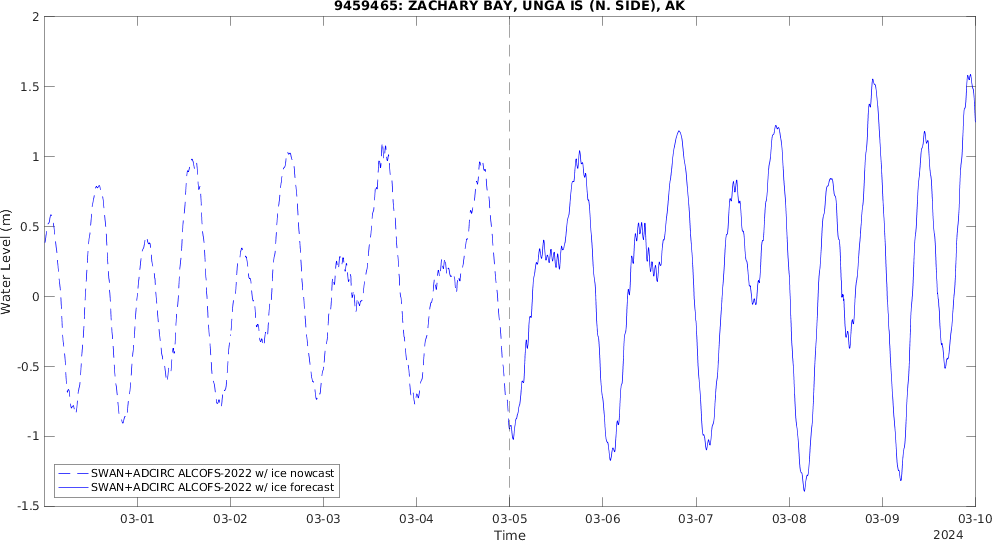 9459465: ZACHARY BAY, UNGA IS (N. SIDE), AK
2
1.5
1
0.5
0
-0.5
-1
-1.5
Water Level (m)
SWAN+ADCIRC ALCOFS-2022 w/ ice nowcast
SWAN+ADCIRC ALCOFS-2022 w/ ice forecast
03-01 03-02 03-03 03-04 03-05 03-06 03-07 03-08 03-09 03-10
Time
2024